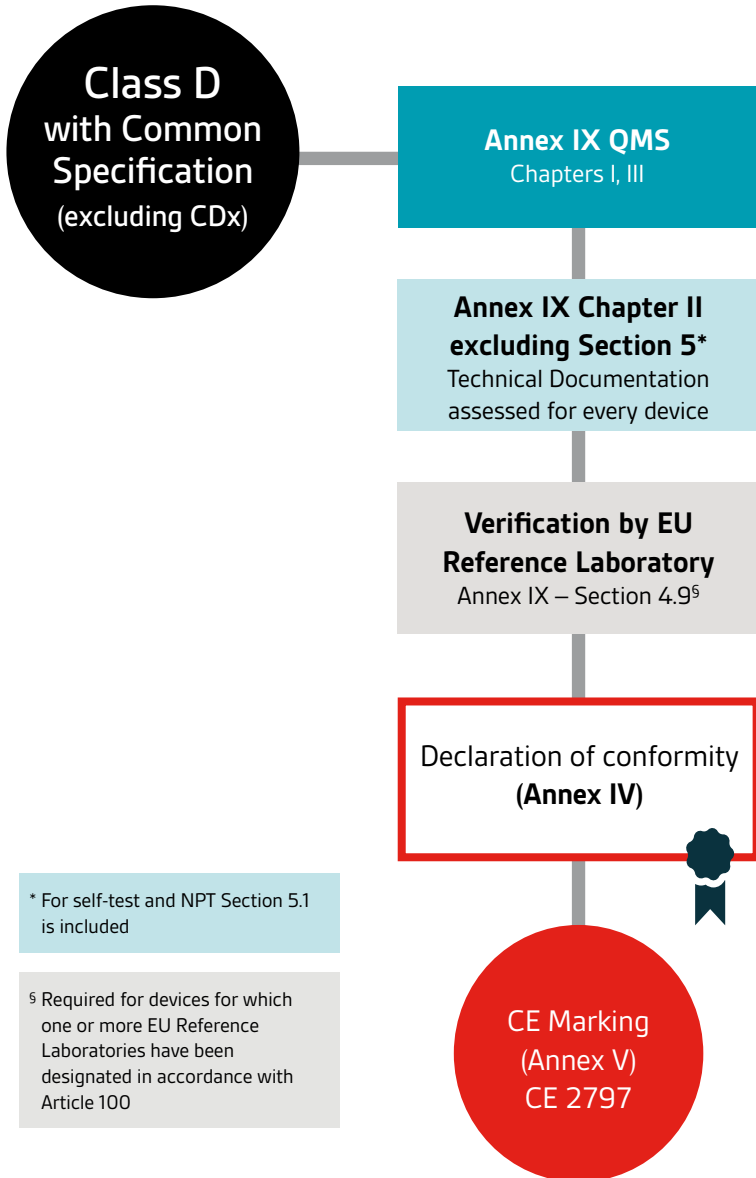 Class D
with Common
Specification
(excluding CDx)
Annex IX QMS
Chapters I, III
Annex IX Chapter II
excluding Section 5*
Technical Documentation
assessed for every device
Verification by EU
Reference Laboratory
Annex IX – Section 4.9§
Declaration of conformity
(Annex IV)
* For self-test and NPT Section 5.1
is included
§ Required for devices for which
one or more EU Reference
Laboratories have been
designated in accordance with
Article 100
CE Marking
(Annex V)
CE 2797